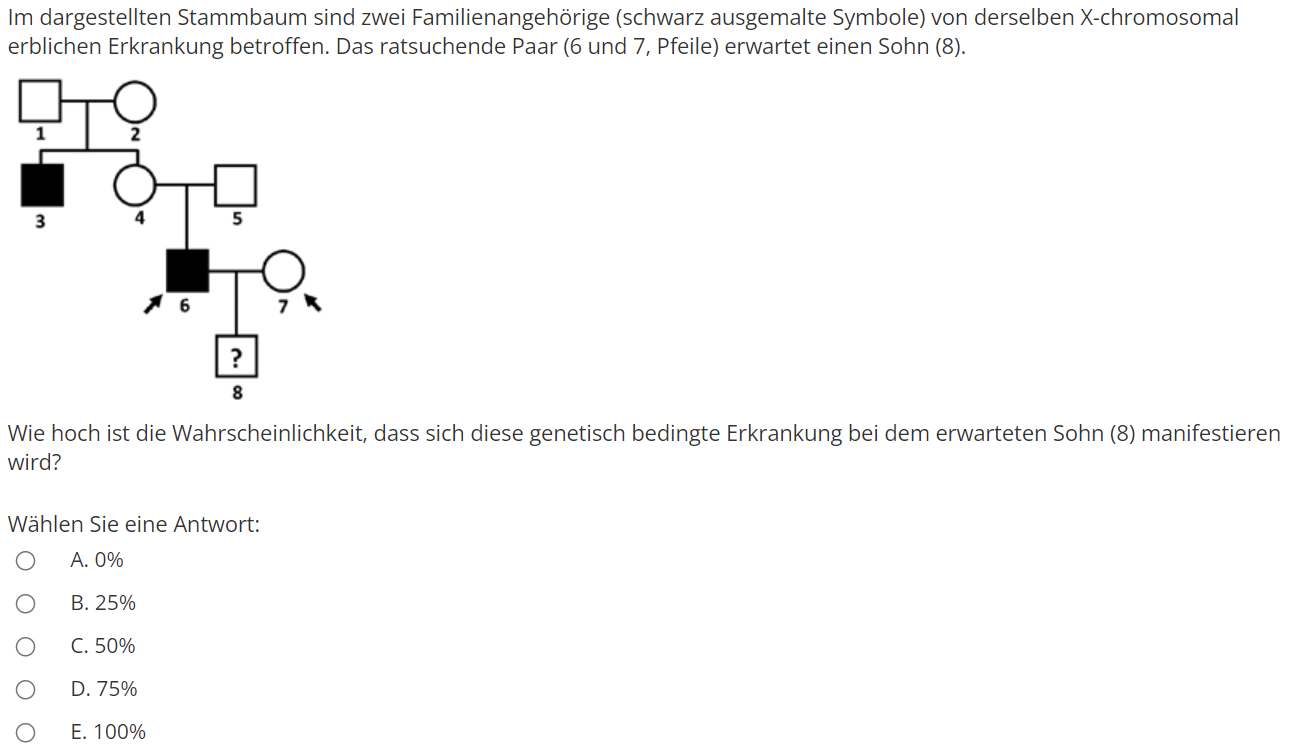 Im dargestellten Stammbaum sind zwei Familienangehörige (schwarz ausgemalte Symbole) von derselben X-chromosomal
erblichen Erkrankung betroffen. Das ratsuchende Paar (6 und 7, Pfeile) erwartet einen Sohn (8).
1 2
3 4 5
6 7
?
8
Wie hoch ist die Wahrscheinlichkeit, dass sich diese genetisch bedingte Erkrankung bei dem erwarteten Sohn (8) manifestieren
wird?
Wählen Sie eine Antwort:
A. 0%
B. 25%
C. 50%
D. 75%
E. 100%